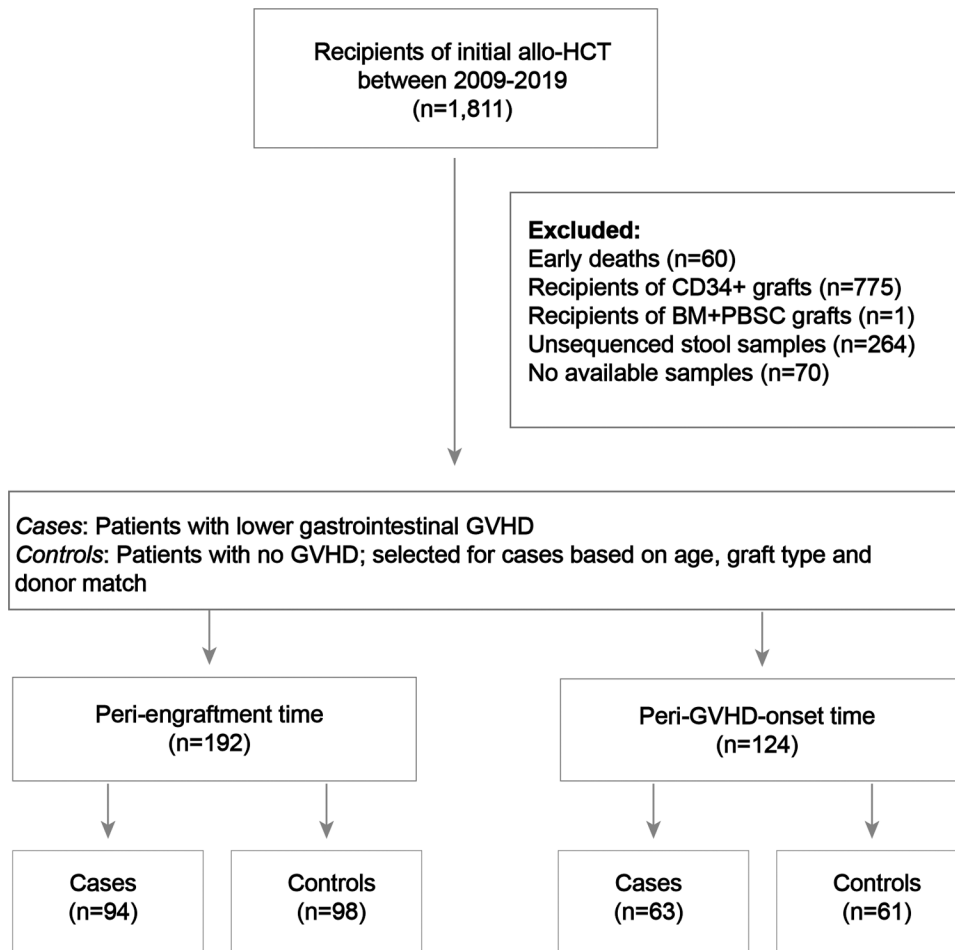 Recipients of initial allo-HCT
between 2009-2019
(n=1,811)
Excluded:
Early deaths (n=60)
Recipients of CD34+ grafts (n=775)
Recipients of BM+PBSC grafts (n=1)
Unsequenced stool samples (n=264)
No available samples (n=70)
Cases: Patients with lower gastrointestinal GVHD
Controls: Patients with no GVHD; selected for cases based on age, graft type and
donor match
Peri-engraftment time
(n=192)
Peri-GVHD-onset time
(n=124)
Cases
(n=94)
Controls
(n=98)
Cases
(n=63)
Controls
(n=61)